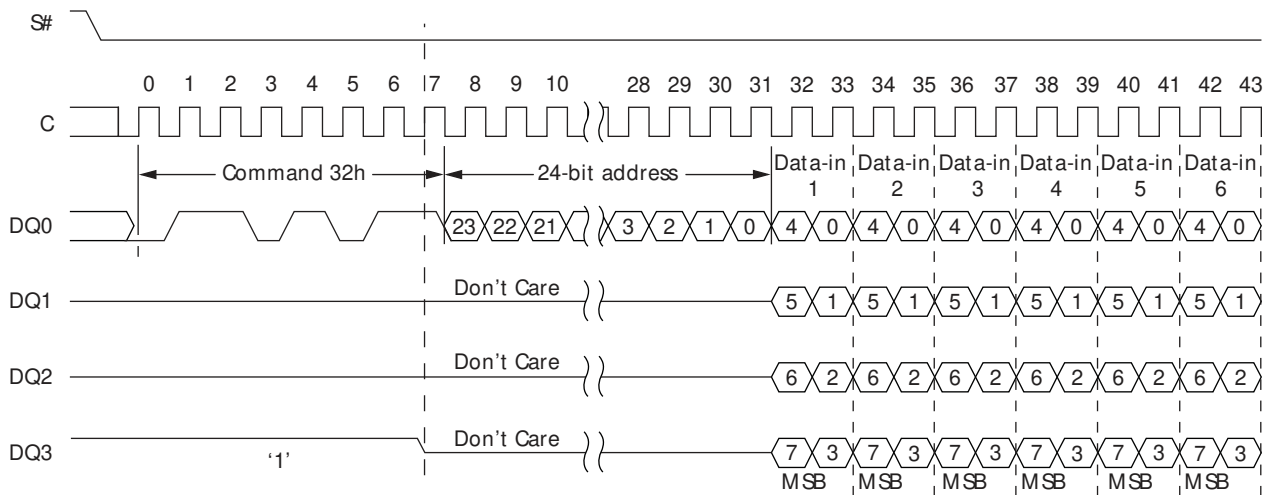 S#
0 1 2 3 4 5 6 7 8 9 10 28 29 30 31 32 33 34 35 36 37 38 39 40 41 42 43
C
Command 32h 24-bit address Data-in Data-in Data-in Data-in Data-in Data-in
1 2 3 4 5 6
DQ0 23 22 21 3 2 1 0 4 0 4 0 4 0 4 0 4 0 4 0
DQ1 Don't Care 5 1 5 1 5 1 5 1 5 1 5 1
DQ2 Don't Care 6 2 6 2 6 2 6 2 6 2 6 2
DQ3 '1' Don't Care 7 3 7 3 7 3 7 3 7 3 7 3
MSB MSB MSB MSB MSB MSB